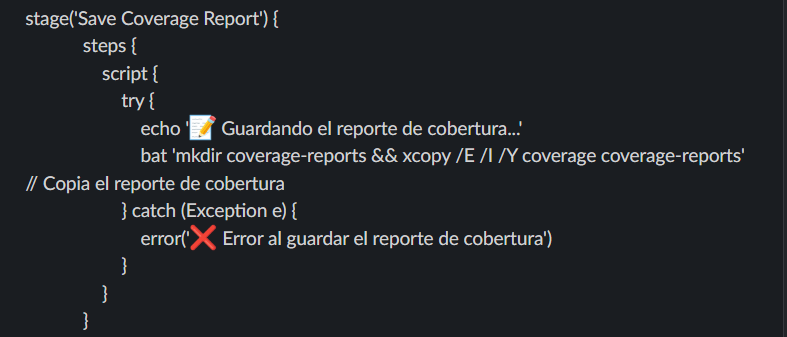 stage('Save Coverage Report') {
steps {
script {
try {
echo '📝 Guardando el reporte de cobertura...'
bat 'mkdir coverage-reports && xcopy /E /I /Y coverage coverage-reports'
// Copia el reporte de cobertura
} catch (Exception e) {
error('❌ Error al guardar el reporte de cobertura')
}
}
}